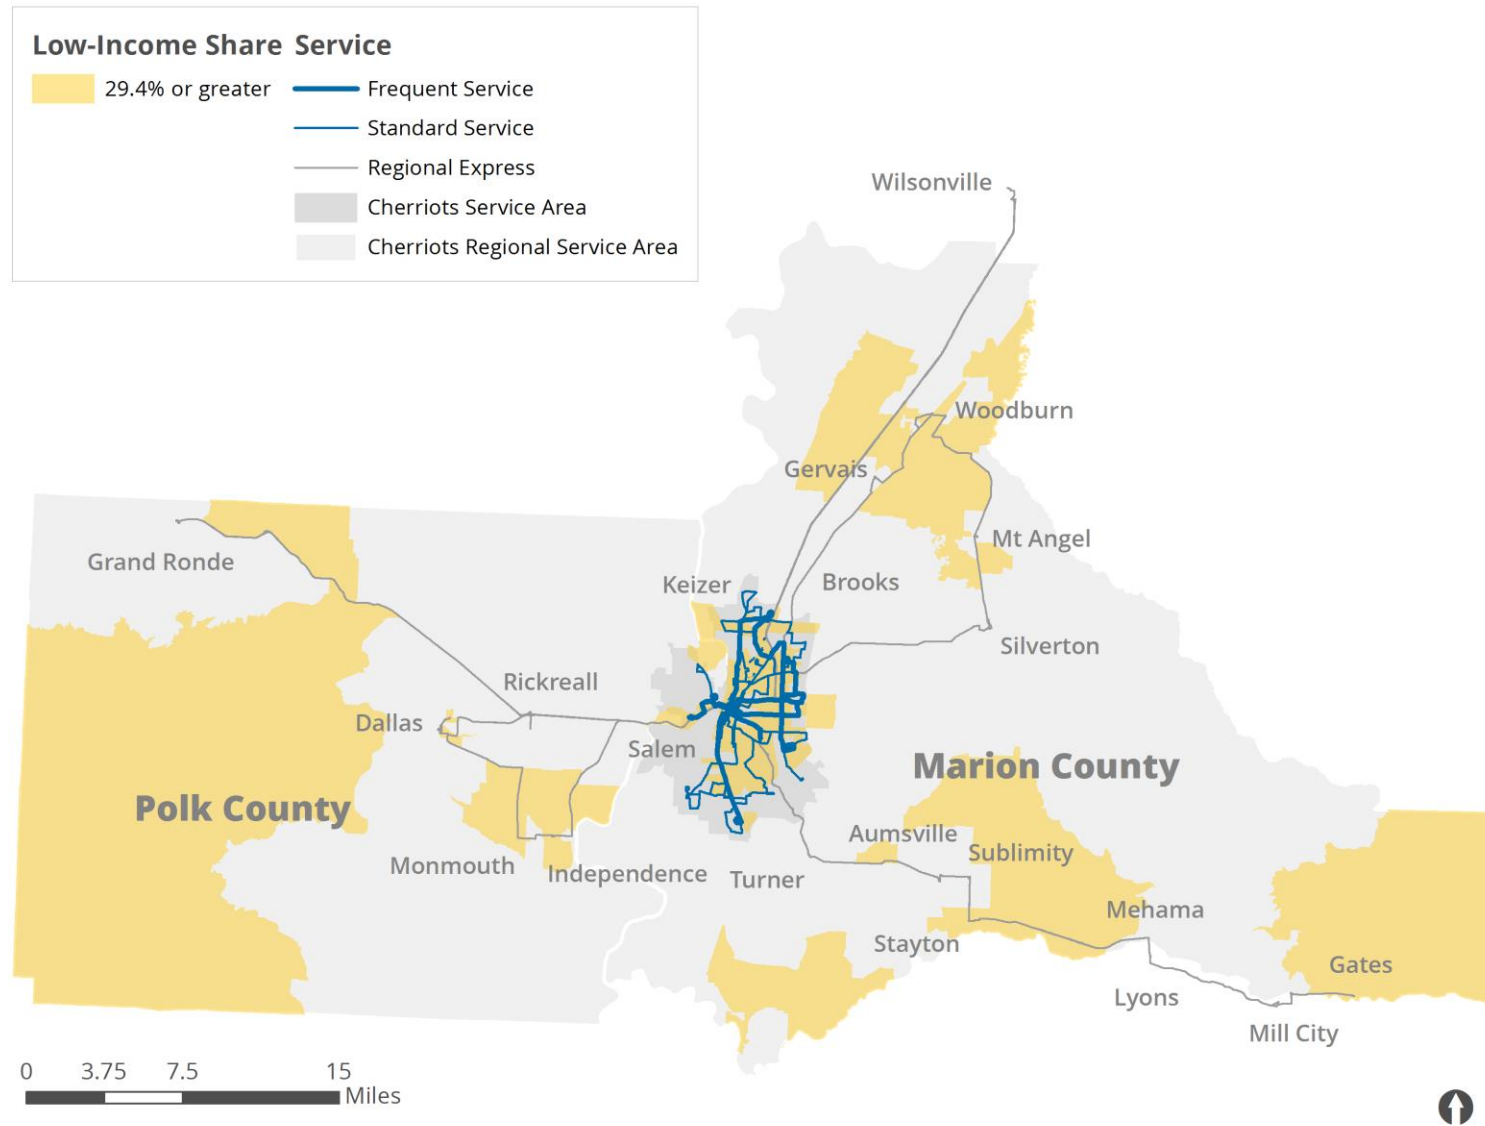 Low-Income Share Service
29.4% or greater
Frequent Service
Standard Service
Regional Express
Cherriots Service Area
Cherriots Regional Service Area
Wilsonville
Woodburn
Gervais
Mt Angel
Grand Ronde
Keizer
Brooks
Silverton
Rickreall
Dallas
Salem
Marion County
Polk County
Aumsville
Sublimity
Monmouth
Independence
Turner
Mehama
Stayton
Gates
Lyons
Mill City
0 3.75 7.5 15
Miles